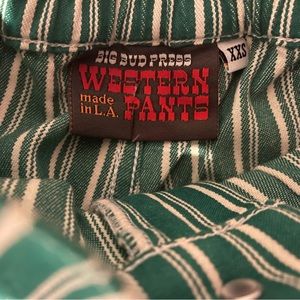 BIG BUD PRESS
WESTERN
made
in L.A.
PANTS
XXS